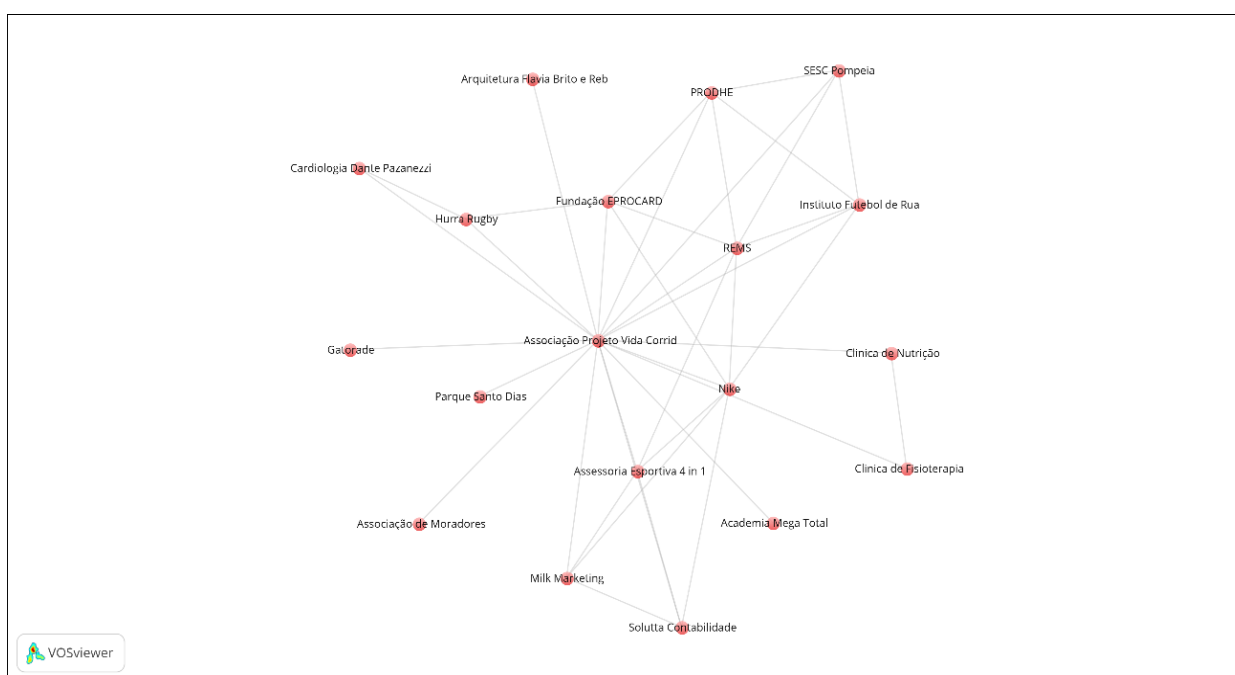 SESC Pompeia
Arquitetura Flavia Brito e Reb
PRODHE
Cardiologia Dante Pazanezzi
Fundação EPROCARD
Instituto Futebol de Rua
Hurra Rugby
REMS
Associação Projeto Vida Corrid
Gatorade
Clinica de Nutrição
Nike
Parque Santo Dias
Assessoria Esportiva 4 in 1
Clinica de Fisioterapia
Associação de Moradores
Academia Mega Total
Milk Marketing
Solutta Contabilidade
VOSviewer